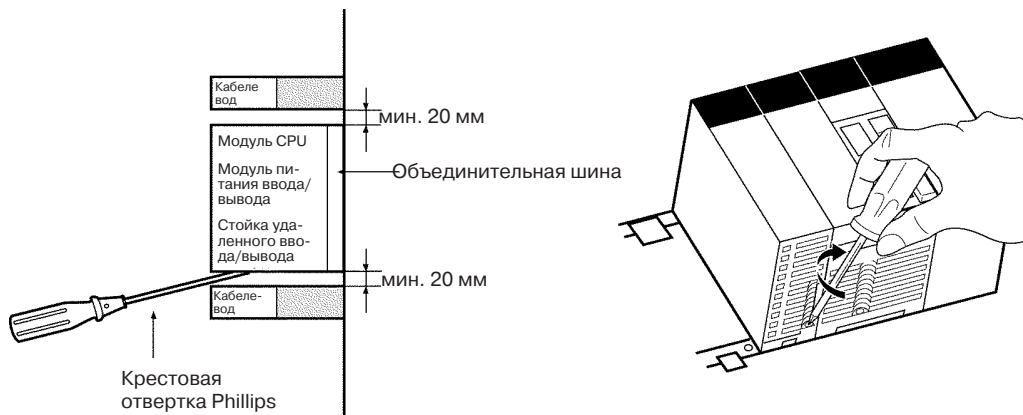 Кабеле
вод
мин. 20 мм
Модуль CPU
Модуль пи-
тания ввода/
вывода
Объединительная шина
Стойка уда-
ленного вво-
да/вывода
мин. 20 мм
Кабеле-
вод
Крестовая
отвертка Phillips